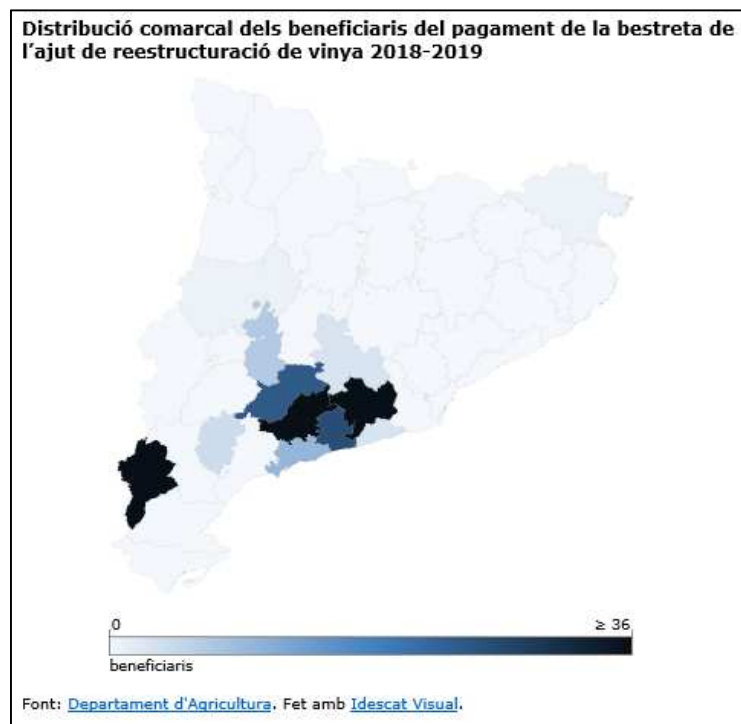 Distribució comarcal dels beneficiaris del pagament de la bestreta de
l'ajut de reestructuració de vinya 2018-2019
0 ≥ 36
beneficiaris
Font: Departament d'Agricultura. Fet amb Idescat Visual.